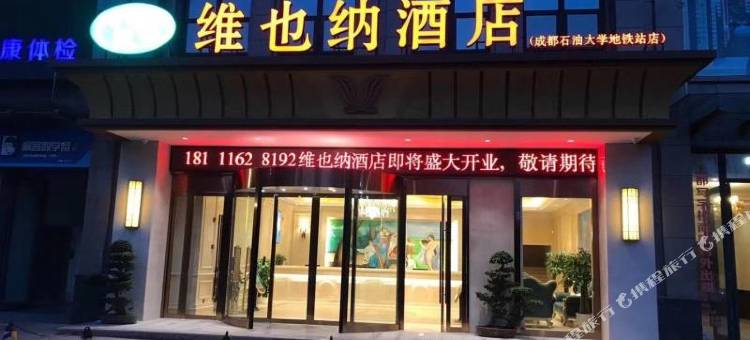 维也纳酒店
(成都石油大学地铁站店)
康体检
181 1162 8192维也纳酒店即将盛大开业，敬请期待
携程旅行
携程